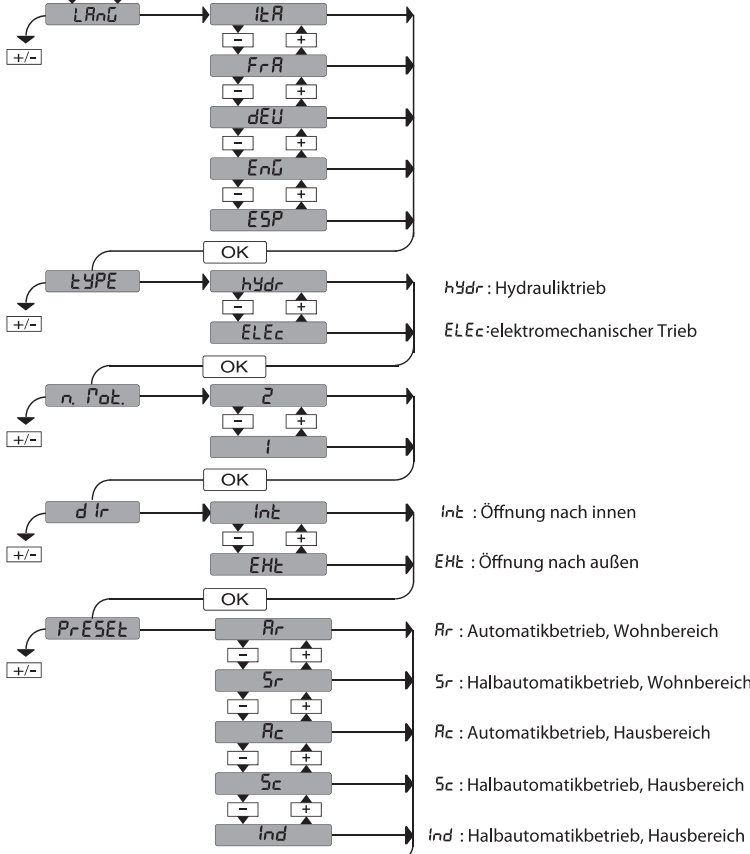 LAnG ItA
- +
+/- FrA
- +
dEU
- +
EnG
- +
ESP
OK
tYPE hYdr hYdr : Hydrauliktrieb
- +
+/- ELEc ELEc :elektromechanischer Trieb
OK
n. Mot. 2
- +
+/- 1
OK
dIr Int Int : Öffnung nach innen
- +
+/- EHt EHt : Öffnung nach außen
OK
PrESEt Ar Ar : Automatikbetrieb, Wohnbereich
- +
+/- Sr Sr : Halbautomatikbetrieb, Wohnbereich
- +
Ac Ac : Automatikbetrieb, Hausbereich
- +
Sc Sc : Halbautomatikbetrieb, Hausbereich
- +
Ind Ind : Halbautomatikbetrieb, Hausbereich